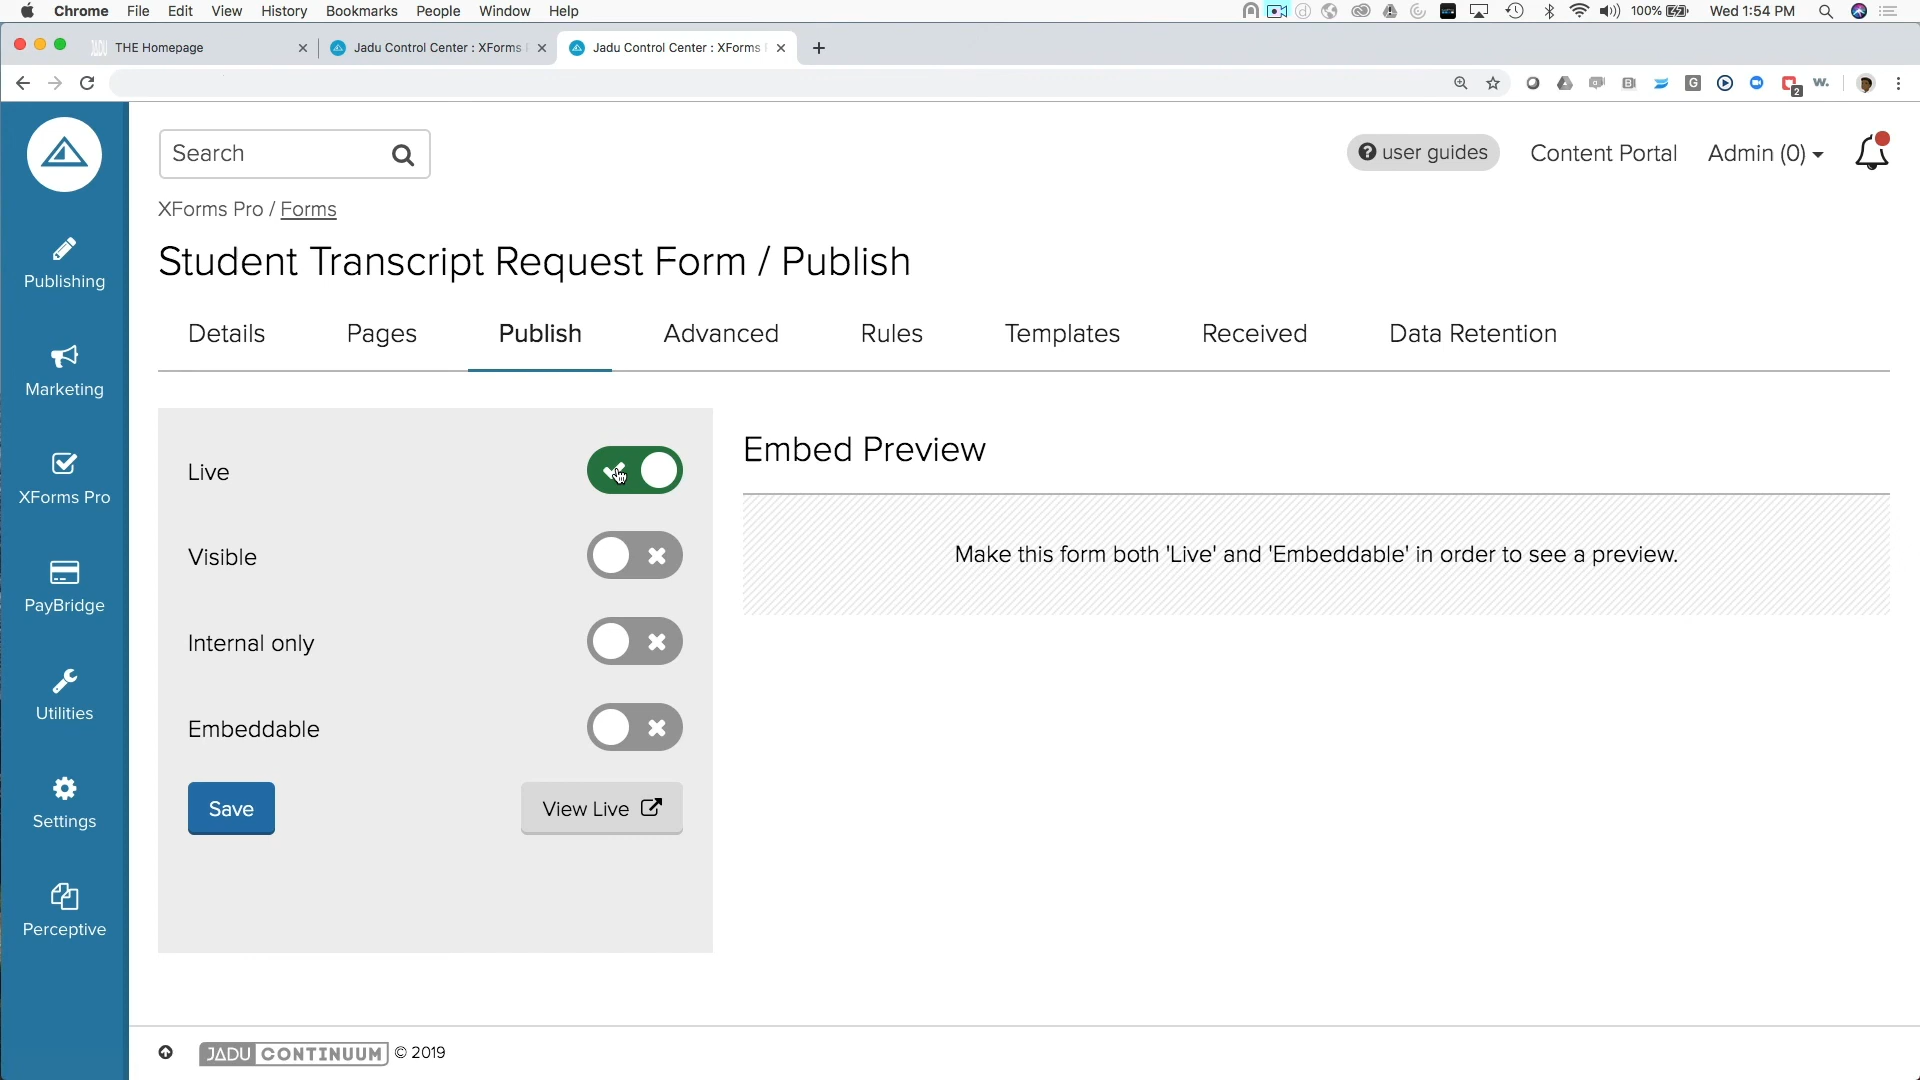 Chrome File Edit View History Bookmarks People Window Help 100% Wed 1:54 PM
THE Homepage Jadu Control Center : XForms Jadu Control Center : XForms
2
Search
user guides Content Portal Admin (0)
XForms Pro / Forms
Student Transcript Request Form / Publish
Details Pages Publish Advanced Rules Templates Received Data Retention
Publishing
Marketing
XForms Pro
PayBridge
Utilities
Settings
Perceptive
Live
Visible
Internal only
Embeddable
Save View Live
Embed Preview
Make this form both 'Live' and 'Embeddable' in order to see a preview.
JADU CONTINUUM © 2019